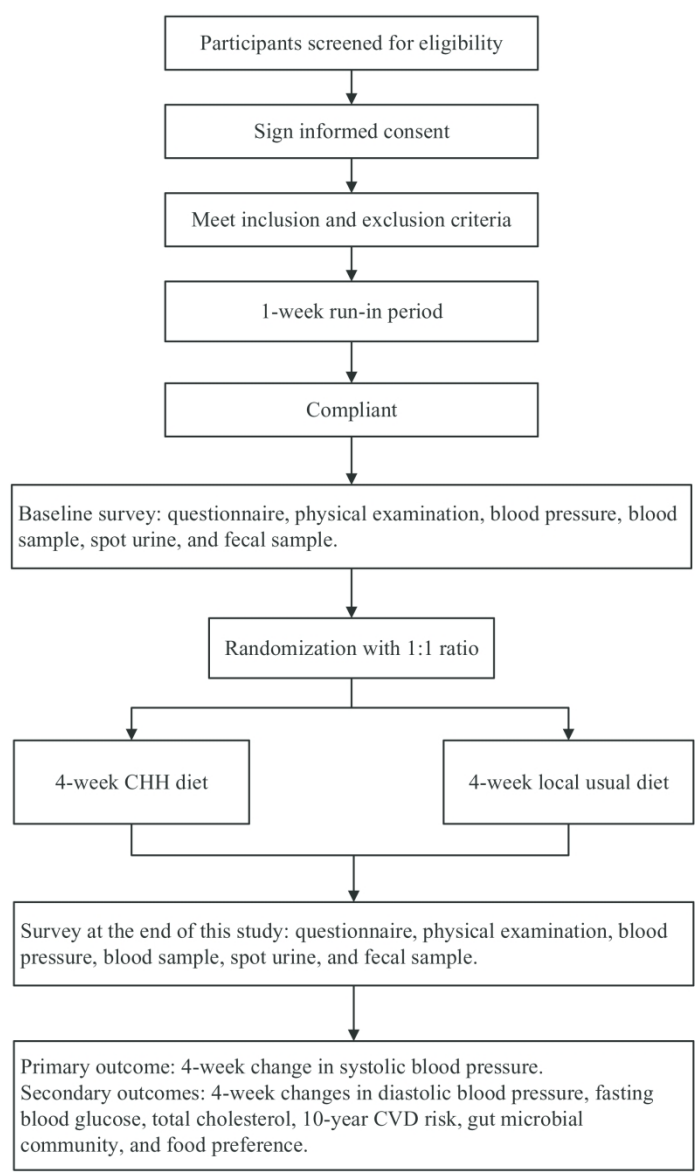 Participants screened for eligibility
Sign informed consent
Meet inclusion and exclusion criteria
1-week run-in period
Compliant
Baseline survey: questionnaire, physical examination, blood pressure, blood
sample, spot urine, and fecal sample.
Randomization with 1:1 ratio
4-week CHH diet
4-week local usual diet
Survey at the end of this study: questionnaire, physical examination, blood
pressure, blood sample, spot urine, and fecal sample.
Primary outcome: 4-week change in systolic blood pressure.
Secondary outcomes: 4-week changes in diastolic blood pressure, fasting
blood glucose, total cholesterol, 10-year CVD risk, gut microbial
community, and food preference.